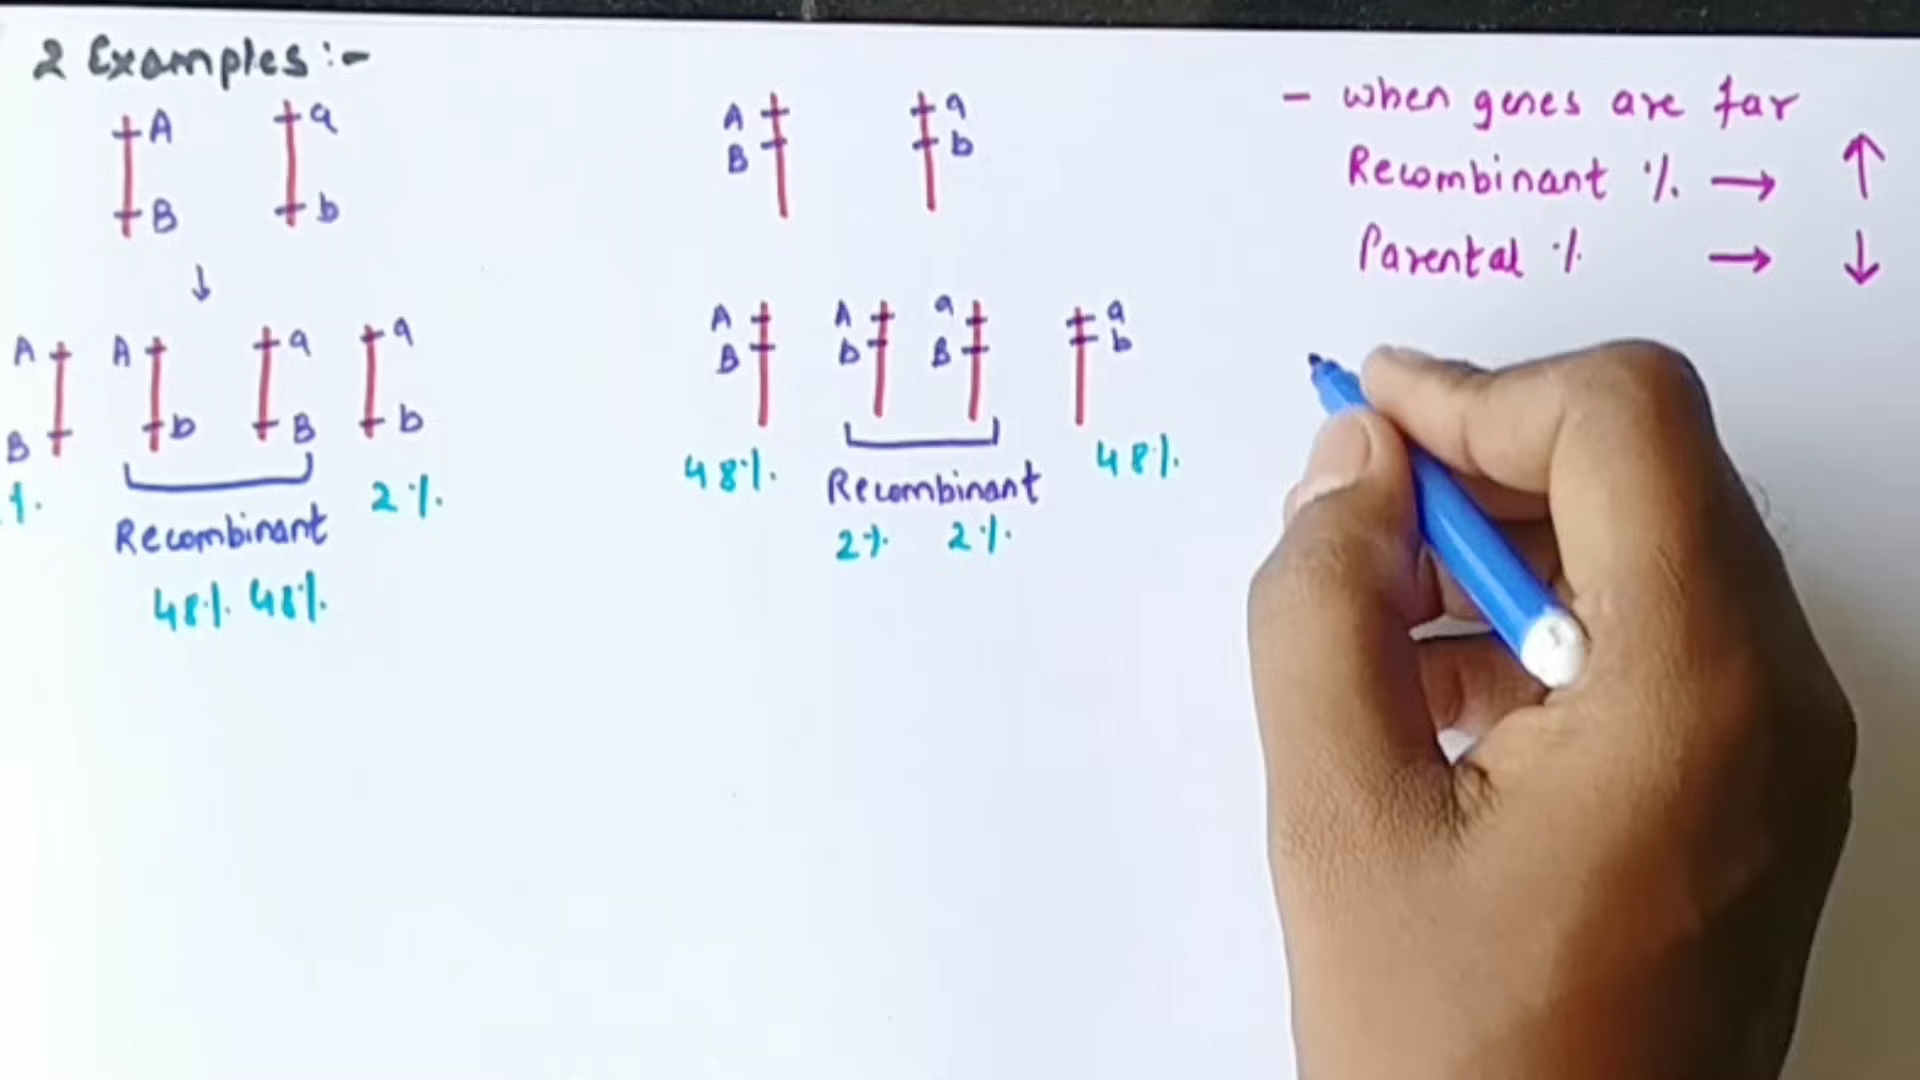 2 Examples :-
A a
B b
↓
A A a a
B b B b
%. 2%.
Recombinant
48%. 48%.
A a
B b
A A a a
B b B b
48%. 48%.
Recombinant
2%. 2%.
- when genes are far
Recombinant %. → ↑
Parental % → ↓